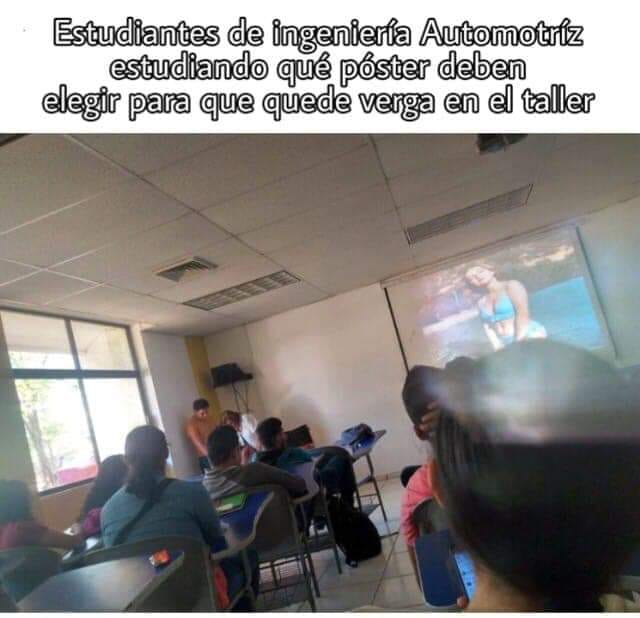 Estudiantes de ingeniería Automotríz
estudiando qué póster deben
elegir para que quede verga en el taller